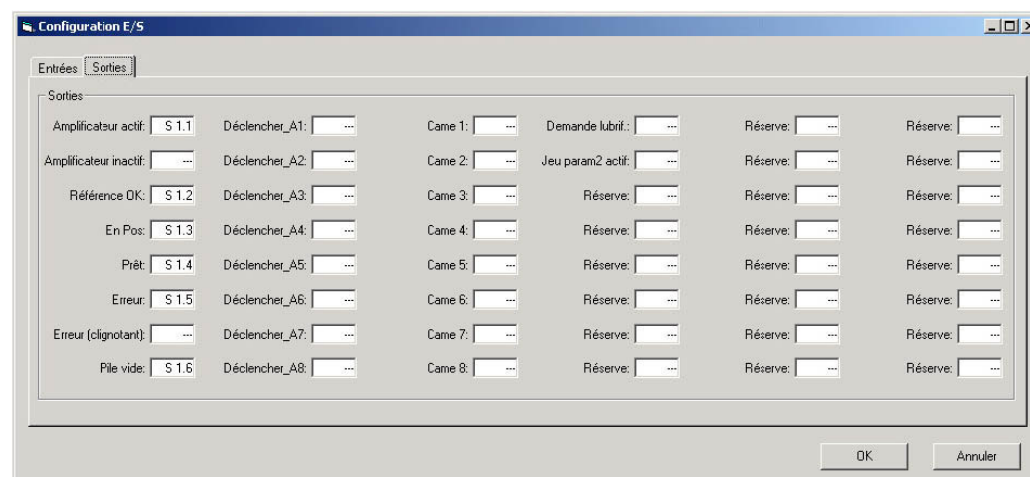 Configuration E/S
Entrées Sorties
Sorties
Amplificateur actif: S 1.1 Déclencher_A1: --- Came 1: --- Demande lubrif.: --- Réserve: --- Réserve: ---
Amplificateur inactif: --- Déclencher_A2: --- Came 2: --- Jeu param2 actif: --- Réserve: --- Réserve: ---
Référence OK: S 1.2 Déclencher_A3: --- Came 3: --- Réserve: --- Réserve: --- Réserve: ---
En Pos: S 1.3 Déclencher_A4: --- Came 4: --- Réserve: --- Réserve: --- Réserve: ---
Prêt: S 1.4 Déclencher_A5: --- Came 5: --- Réserve: --- Réserve: --- Réserve: ---
Erreur: S 1.5 Déclencher_A6: --- Came 6: --- Réserve: --- Réserve: --- Réserve: ---
Erreur (clignotant): --- Déclencher_A7: --- Came 7: --- Réserve: --- Réserve: --- Réserve: ---
Pile vide: S 1.6 Déclencher_A8: --- Came 8: --- Réserve: --- Réserve: --- Réserve: ---
OK Annuler